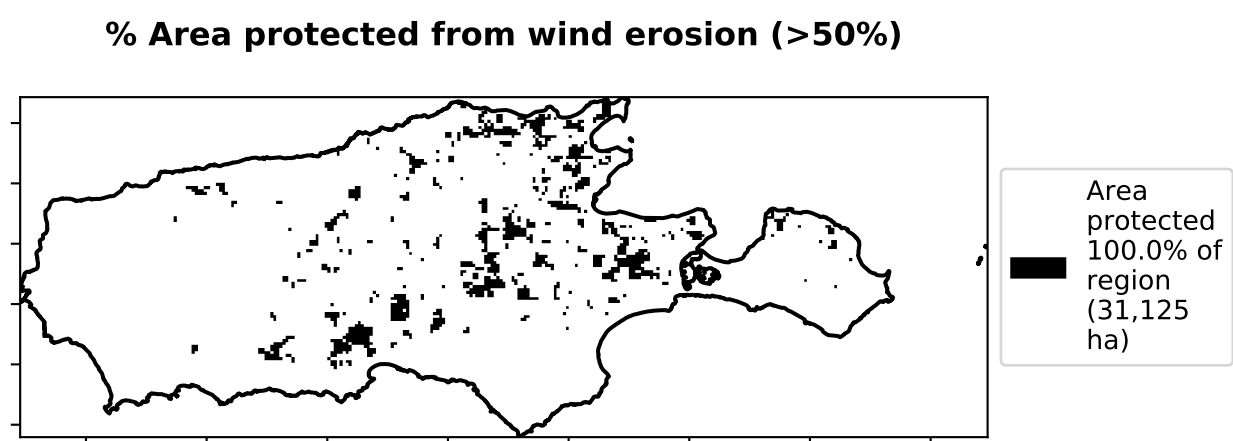 % Area protected from wind erosion (>50%)
Area
protected
100.0% of
region
(31,125
ha)